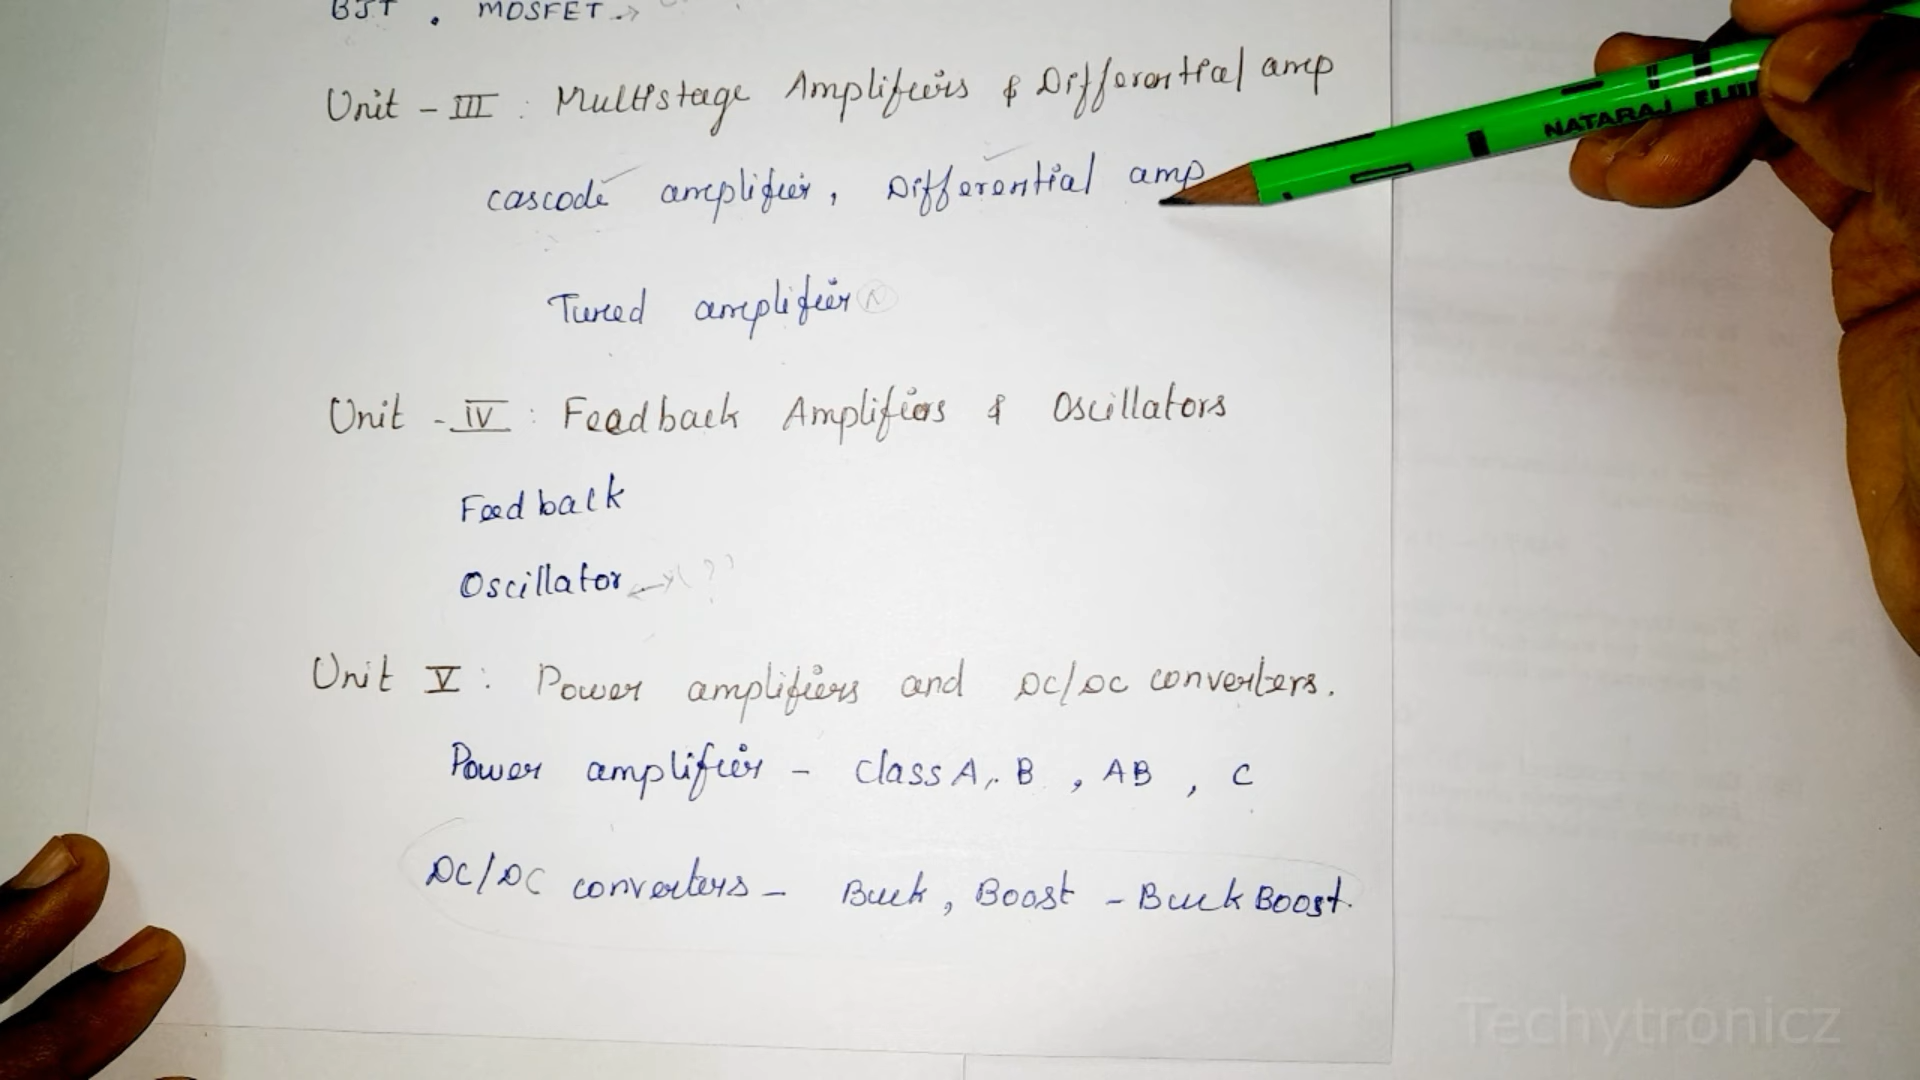 BJT . MOSFET →
Unit - III : Multistage Amplifiers & Differential amp
cascode amplifier, Differential amp
Tuned amplifier
Unit - IV : Feedback Amplifiers & Oscillators
Feedback
Oscillator ↔ (?)
Unit V : Power amplifiers and DC/DC converters.
Power amplifier - class A, B , AB , C
DC/DC converters - Buck, Boost - Buck Boost.
NATARAJ
Techytronicz